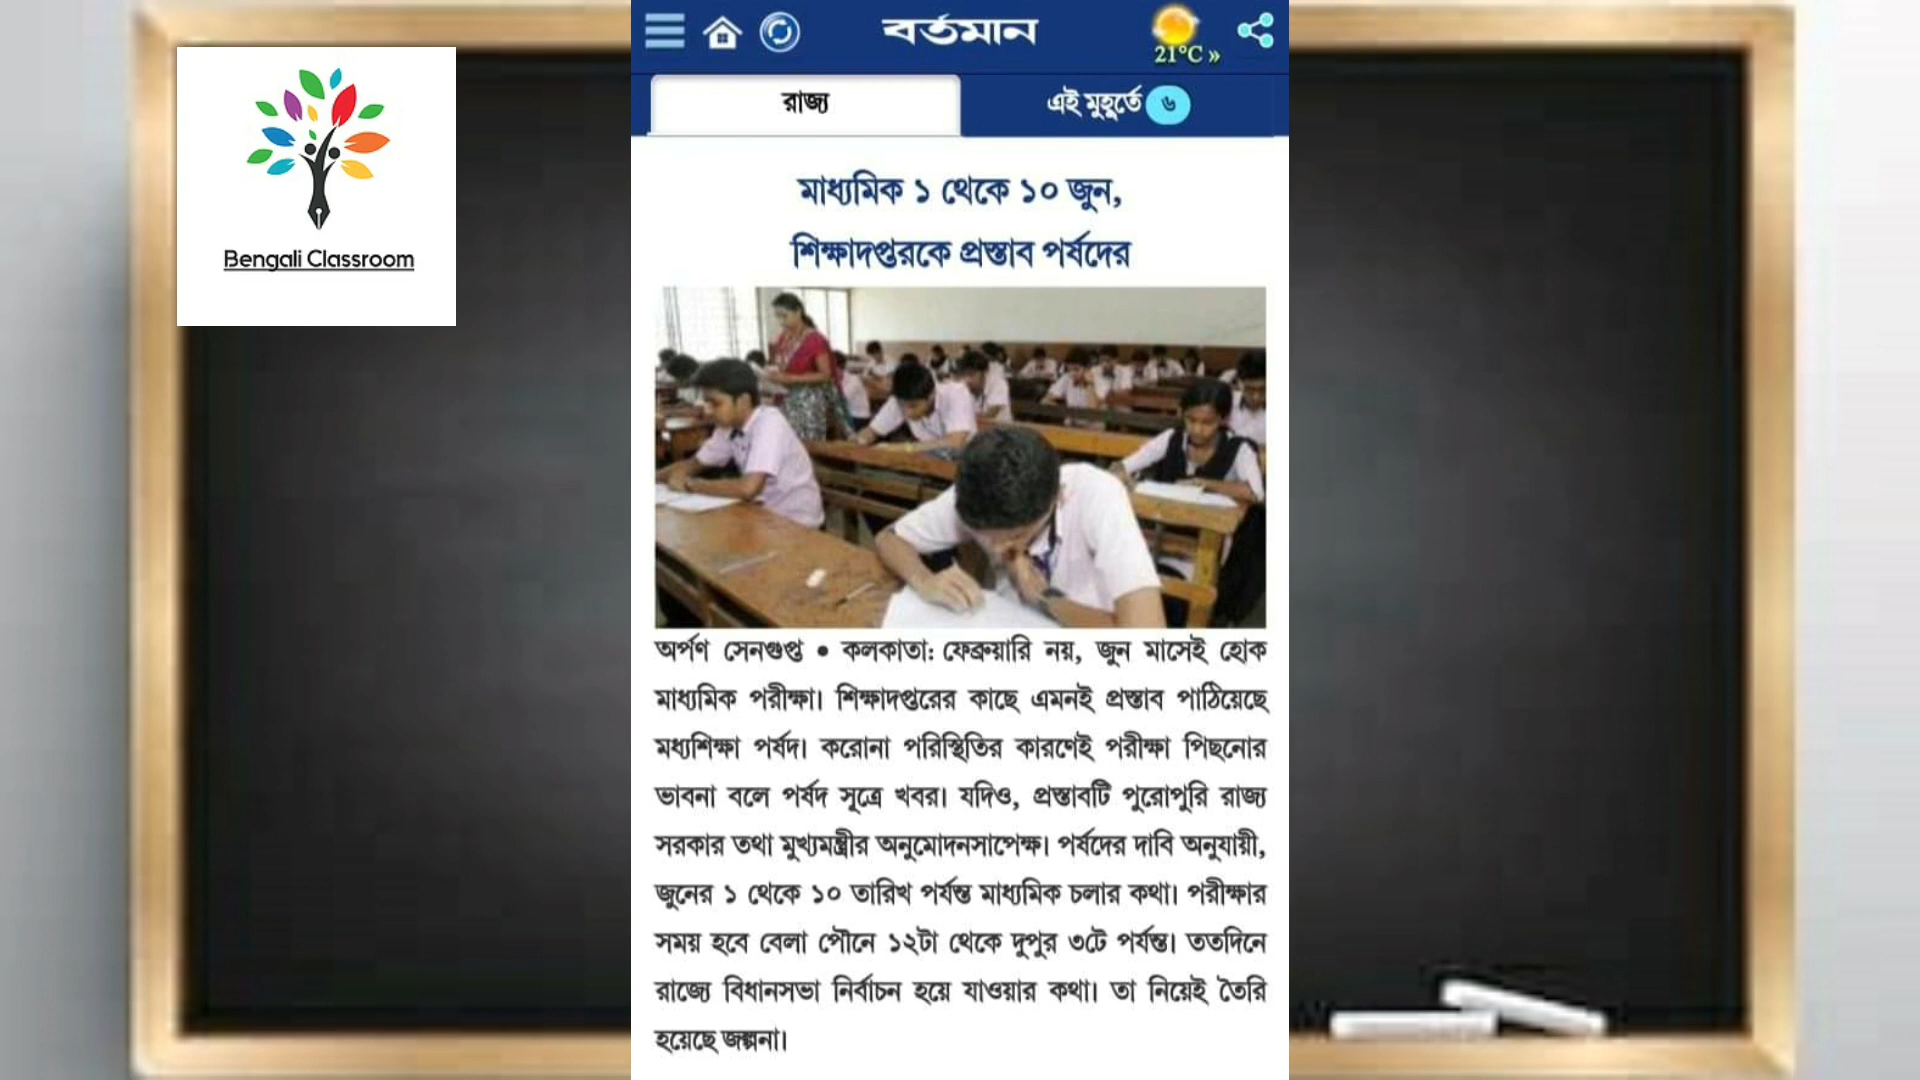 Bengali Classroom
বর্তমান
21°C »
রাজ্য
এই মুহূর্তে ৬
মাধ্যমিক ১ থেকে ১০ জুন,
শিক্ষাদপ্তরকে প্রস্তাব পর্ষদের
অর্পণ সেনগুপ্ত • কলকাতা: ফেব্রুয়ারি নয়, জুন মাসেই হোক
মাধ্যমিক পরীক্ষা। শিক্ষাদপ্তরের কাছে এমনই প্রস্তাব পাঠিয়েছে
মধ্যশিক্ষা পর্ষদ। করোনা পরিস্থিতির কারণেই পরীক্ষা পিছনোর
ভাবনা বলে পর্ষদ সূত্রে খবর। যদিও, প্রস্তাবটি পুরোপুরি রাজ্য
সরকার তথা মুখ্যমন্ত্রীর অনুমোদনসাপেক্ষ। পর্ষদের দাবি অনুযায়ী,
জুনের ১ থেকে ১০ তারিখ পর্যন্ত মাধ্যমিক চলার কথা। পরীক্ষার
সময় হবে বেলা পৌনে ১২টা থেকে দুপুর ৩টে পর্যন্ত। ততদিনে
রাজ্যে বিধানসভা নির্বাচন হয়ে যাওয়ার কথা। তা নিয়েই তৈরি
হয়েছে জল্পনা।